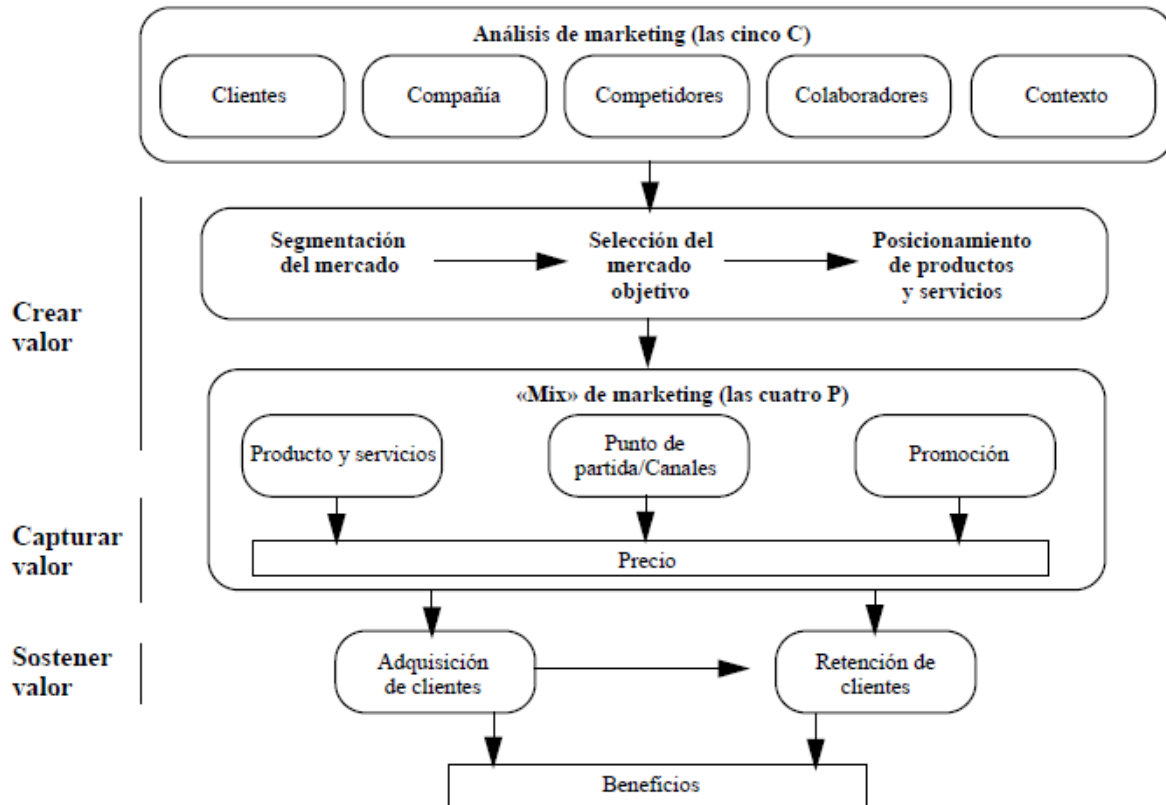 Análisis de marketing (las cinco C)
Clientes
Compañía
Competidores
Colaboradores
Contexto
Crear
valor
Segmentación
del mercado
Selección del
mercado
objetivo
Posicionamiento
de productos
y servicios
«Mix» de marketing (las cuatro P)
Producto y servicios
Punto de
partida/Canales
Promoción
Capturar
valor
Precio
Sostener
valor
Adquisición
de clientes
Retención de
clientes
Beneficios